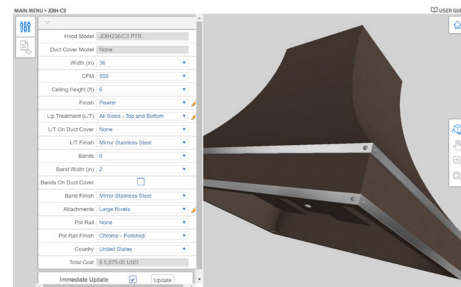 MAIN MENU > JDIH-C3
USER GUI
Hood Model JDIH236/C3 PTR
Duct Cover Model None
Width (in) 36
CFM 550
Ceiling Height (ft) 8
Finish Pewter
Lip Treatment (L/T) All Sides - Top and Bottom
L/T On Duct Cover None
L/T Finish Mirror Stainless Steel
Bands 0
Band Width (in) 2
Bands On Duct Cover
Band Finish Mirror Stainless Steel
Attachments Large Rivets
Pot Rail None
Pot Rail Finish Chrome - Polished
Country United States
Total Cost $ 5,875.00 USD
Immediate Update Update